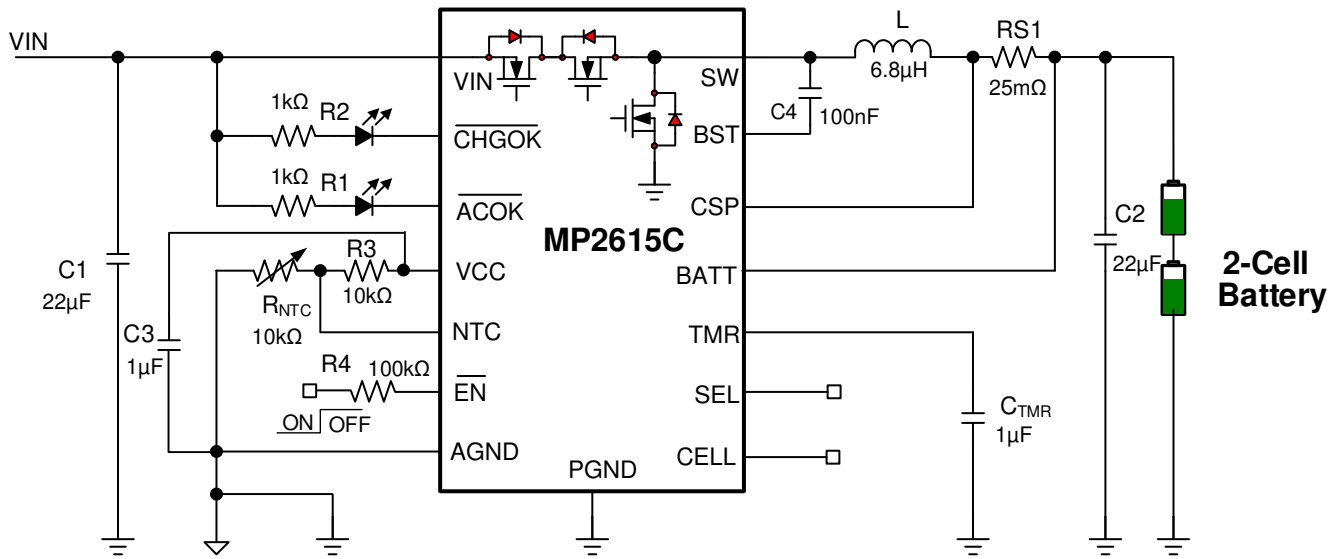 VIN
L
RS1
VIN
SW
6.8µH
25mΩ
1kΩ
R2
C4
100nF
CHGOK
BST
1kΩ
R1
ACOK
CSP
C2
MP2615C
R3
C1
VCC
BATT
22µF
2-Cell
Battery
22µF
RNTC
10kΩ
10kΩ
C3
1µF
NTC
TMR
R4
100kΩ
EN
SEL
CTMR
1µF
ON
OFF
AGND
CELL
PGND